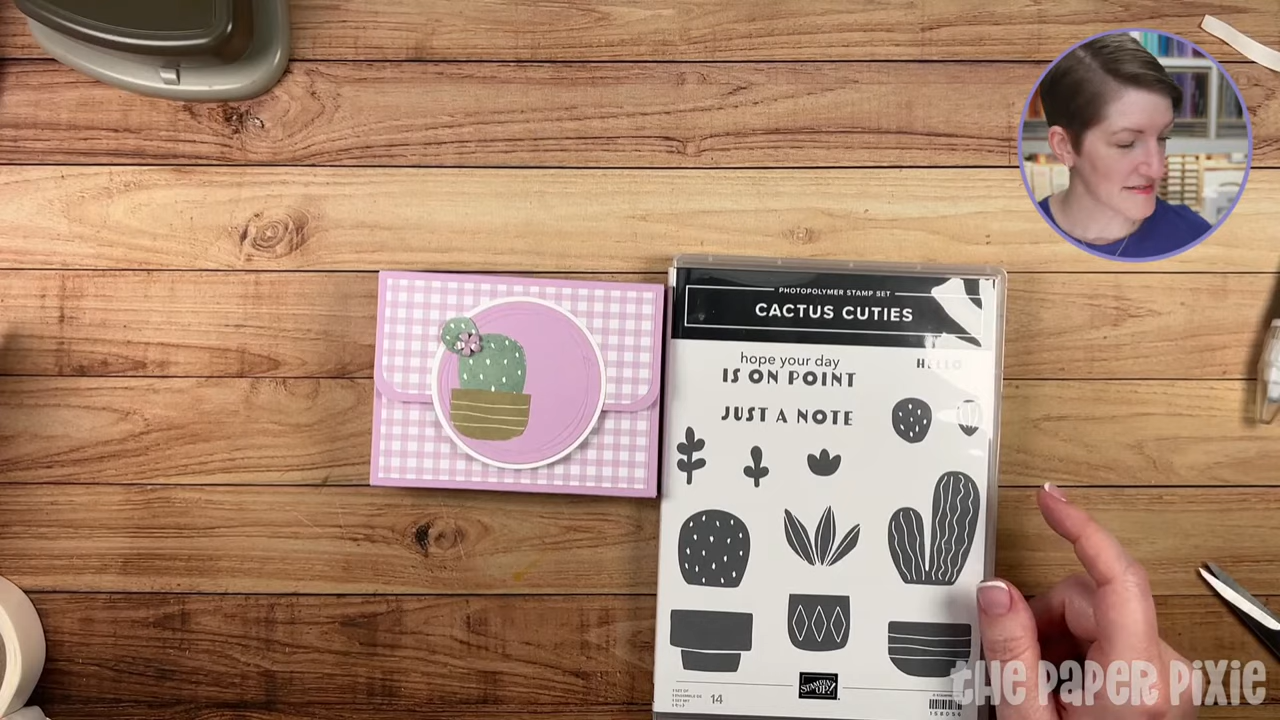 PHOTOPOLYMER STAMP SET
CACTUS CUTIES
hope your day
IS ON POINT
HELLO
JUST A NOTE
STAMPIN' UP!
14
the paper pixie